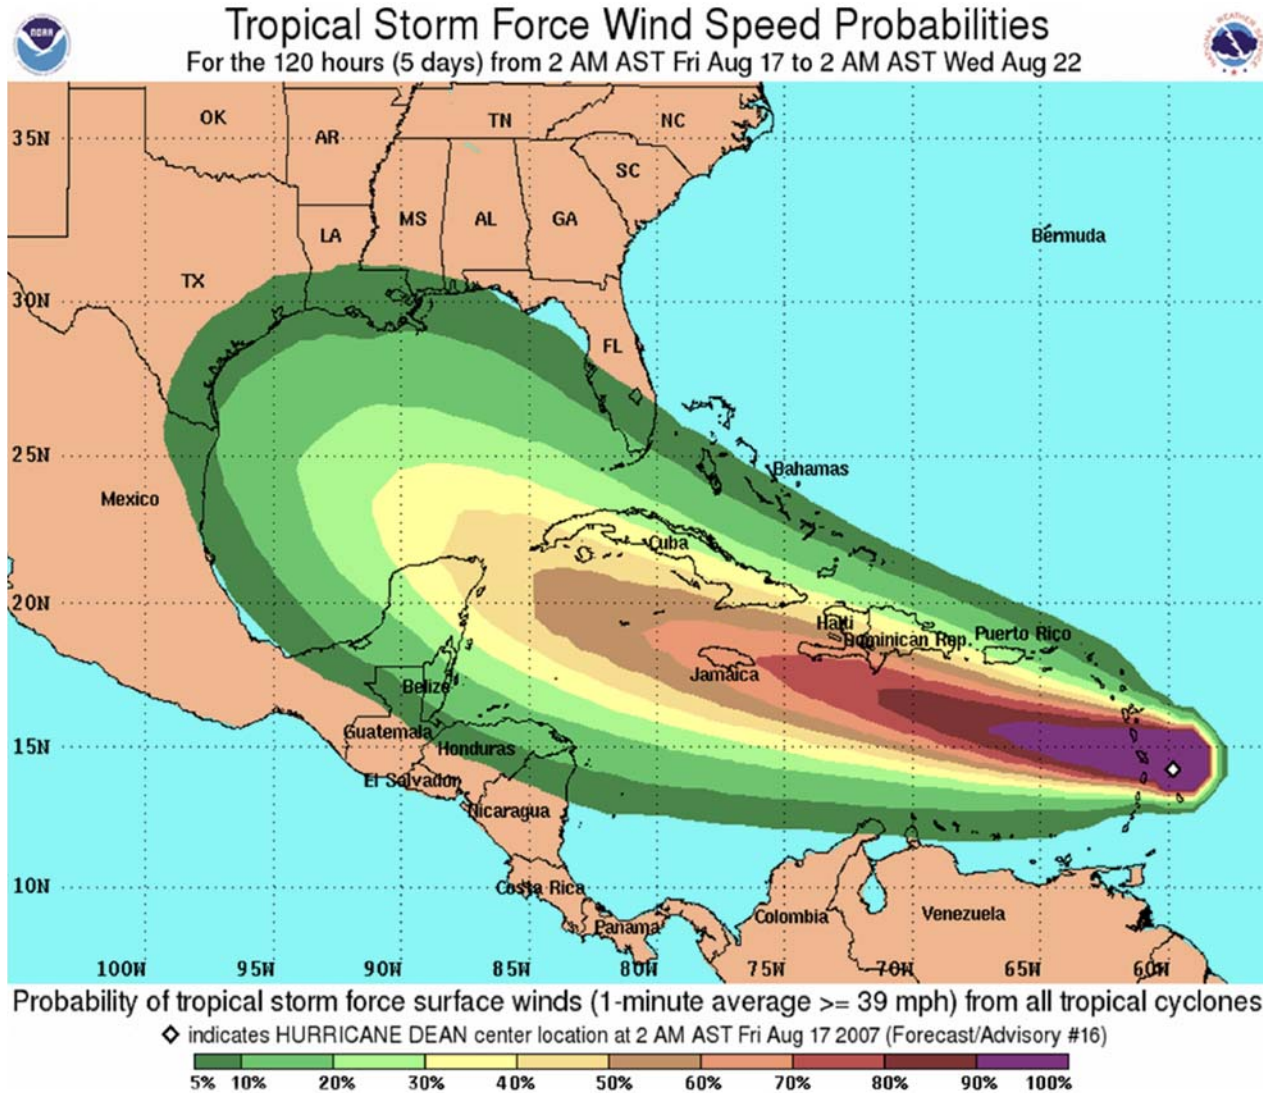 Tropical Storm Force Wind Speed Probabilities
For the 120 hours (5 days) from 2 AM AST Fri Aug 17 to 2 AM AST Wed Aug 22
NOAA
NATIONAL WEATHER SERVICE
OK
AR
TN
NC
35N
SC
MS
AL
GA
LA
Bermuda
TX
30N
FL
25N
Bahamas
Mexico
Cuba
20N
Haiti
Dominican Rep.
Puerto Rico
Jamaica
Belize
Guatemala
Honduras
15N
El Salvador
Nicaragua
10N
Costa Rica
Panama
Colombia
Venezuela
100W 95W 90W 85W 80W 75W 70W 65W 60W
Probability of tropical storm force surface winds (1-minute average >= 39 mph) from all tropical cyclones
indicates HURRICANE DEAN center location at 2 AM AST Fri Aug 17 2007 (Forecast/Advisory #16)
5% 10% 20% 30% 40% 50% 60% 70% 80% 90% 100%